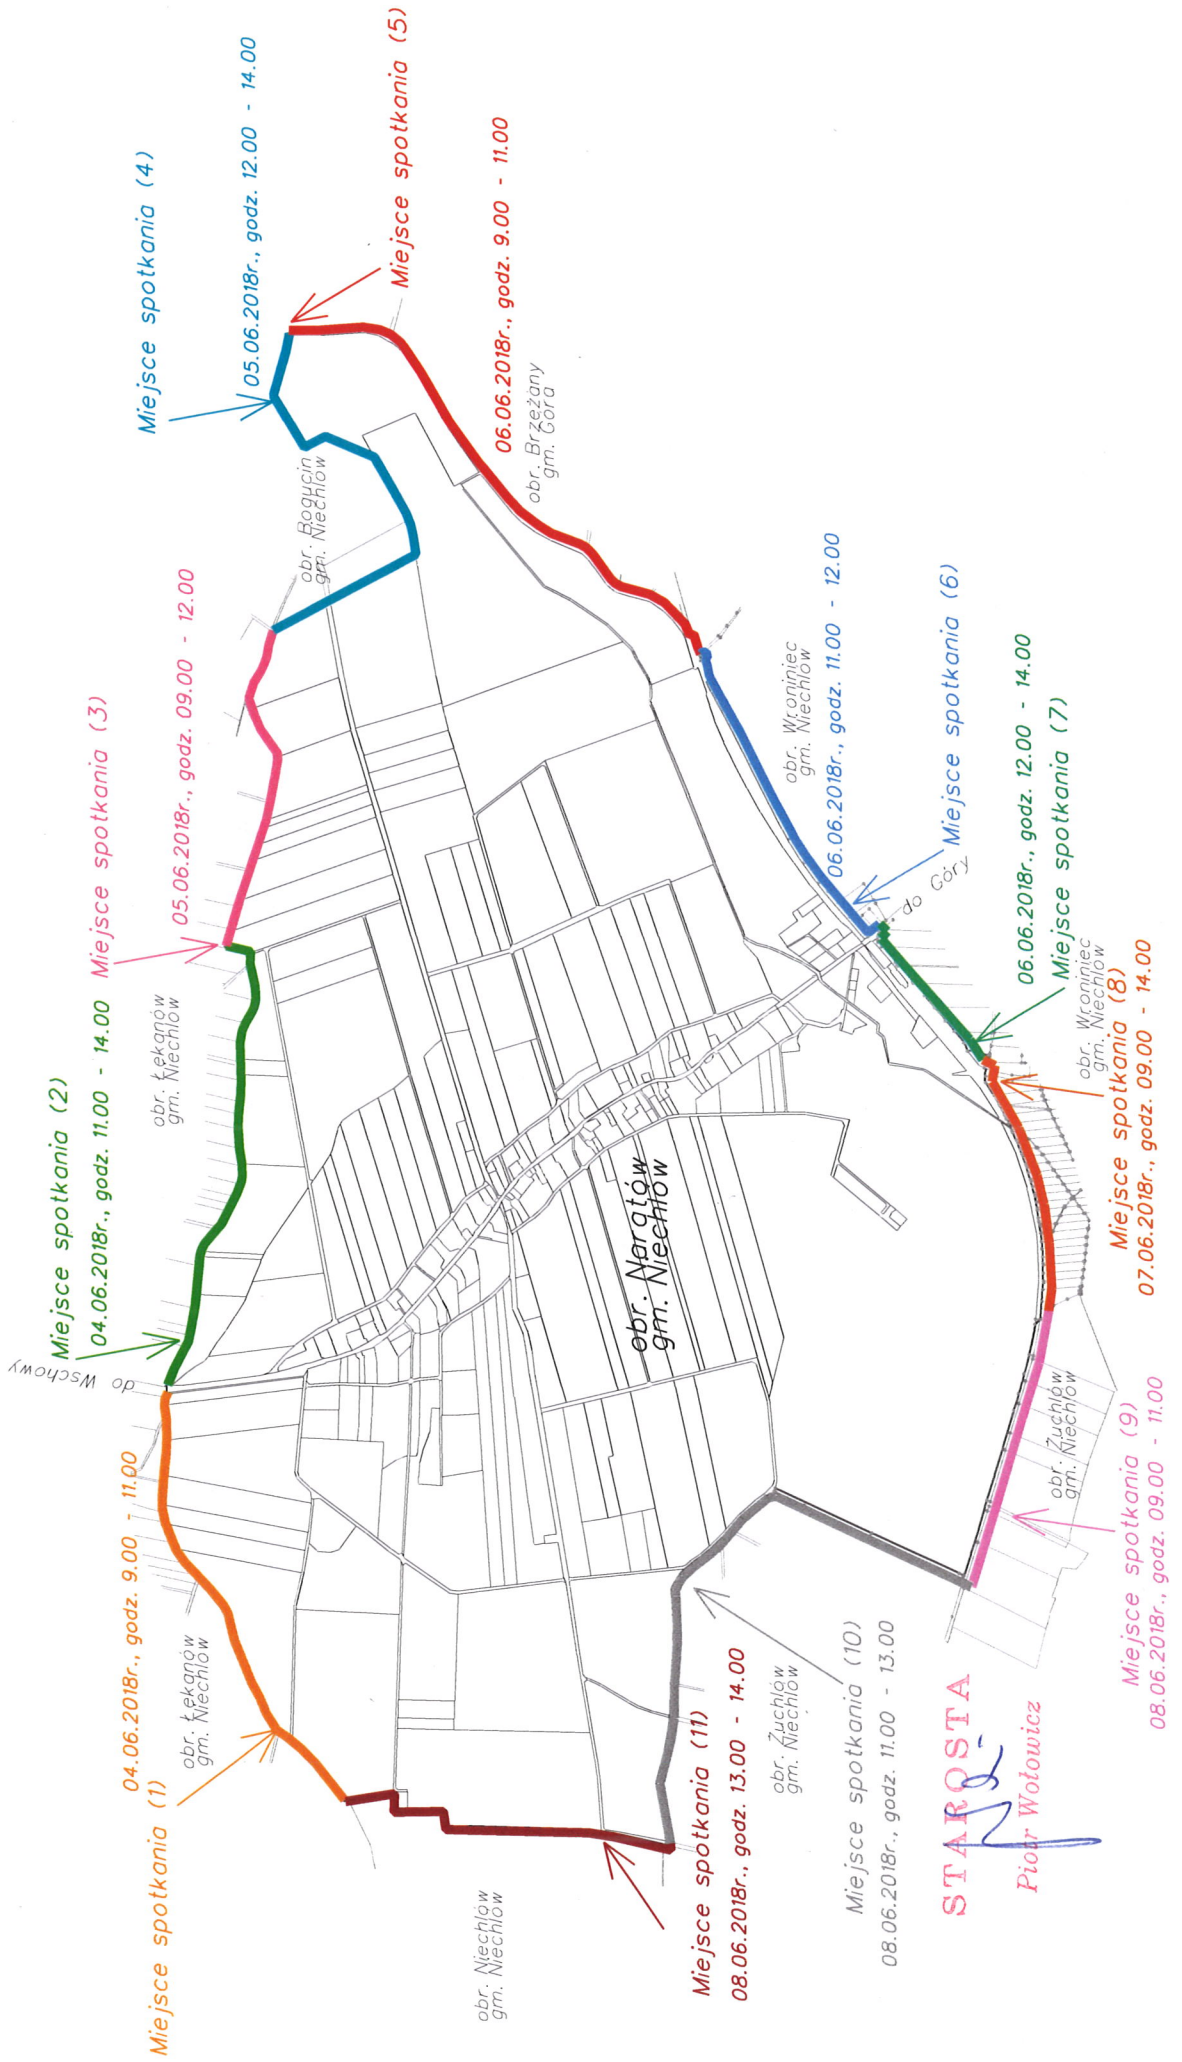 Miejsce spotkania (1)
04.06.2018r., godz. 9.00 - 11.00
obr. Łękanów
gm. Niechlów
do Wschowy
Miejsce spotkania (2)
04.06.2018r., godz. 11.00 - 14.00
obr. Łękanów
gm. Niechlów
Miejsce spotkania (3)
05.06.2018r., godz. 09.00 - 12.00
Miejsce spotkania (4)
05.06.2018r., godz. 12.00 - 14.00
obr. Bogucin
gm. Niechlów
Miejsce spotkania (5)
06.06.2018r., godz. 9.00 - 11.00
obr. Brzeżany
gm. Góra
obr. Wroniniec
gm. Niechlów
06.06.2018r., godz. 11.00 - 12.00
Miejsce spotkania (6)
do Góry
06.06.2018r., godz. 12.00 - 14.00
Miejsce spotkania (7)
obr. Wroniniec
gm. Niechlów
Miejsce spotkania (8)
07.06.2018r., godz. 09.00 - 14.00
obr. Naratów
gm. Niechlów
obr. Żuchlów
gm. Niechlów
Miejsce spotkania (9)
08.06.2018r., godz. 09.00 - 11.00
obr. Żuchlów
gm. Niechlów
Miejsce spotkania (10)
08.06.2018r., godz. 11.00 - 13.00
Miejsce spotkania (11)
08.06.2018r., godz. 13.00 - 14.00
obr. Niechlów
gm. Niechlów
STAROSTA
Piotr Wołowicz